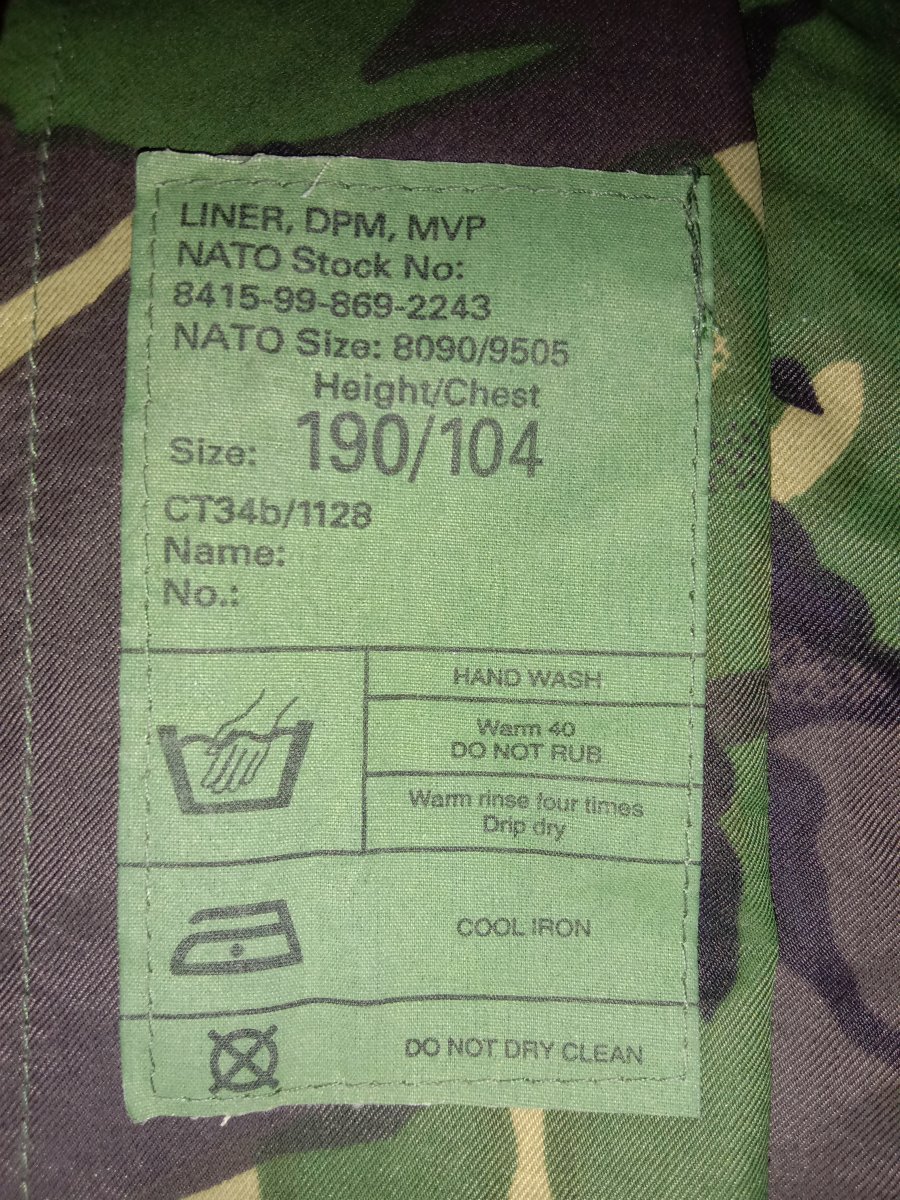 LINER, DPM, MVP
NATO Stock No:
8415-99-869-2243
NATO Size: 8090/9505
Height/Chest
Size: 190/104
CT34b/1128
Name:
No.:
HAND WASH
Warm 40
DO NOT RUB
Warm rinse four times
Drip dry
COOL IRON
DO NOT DRY CLEAN